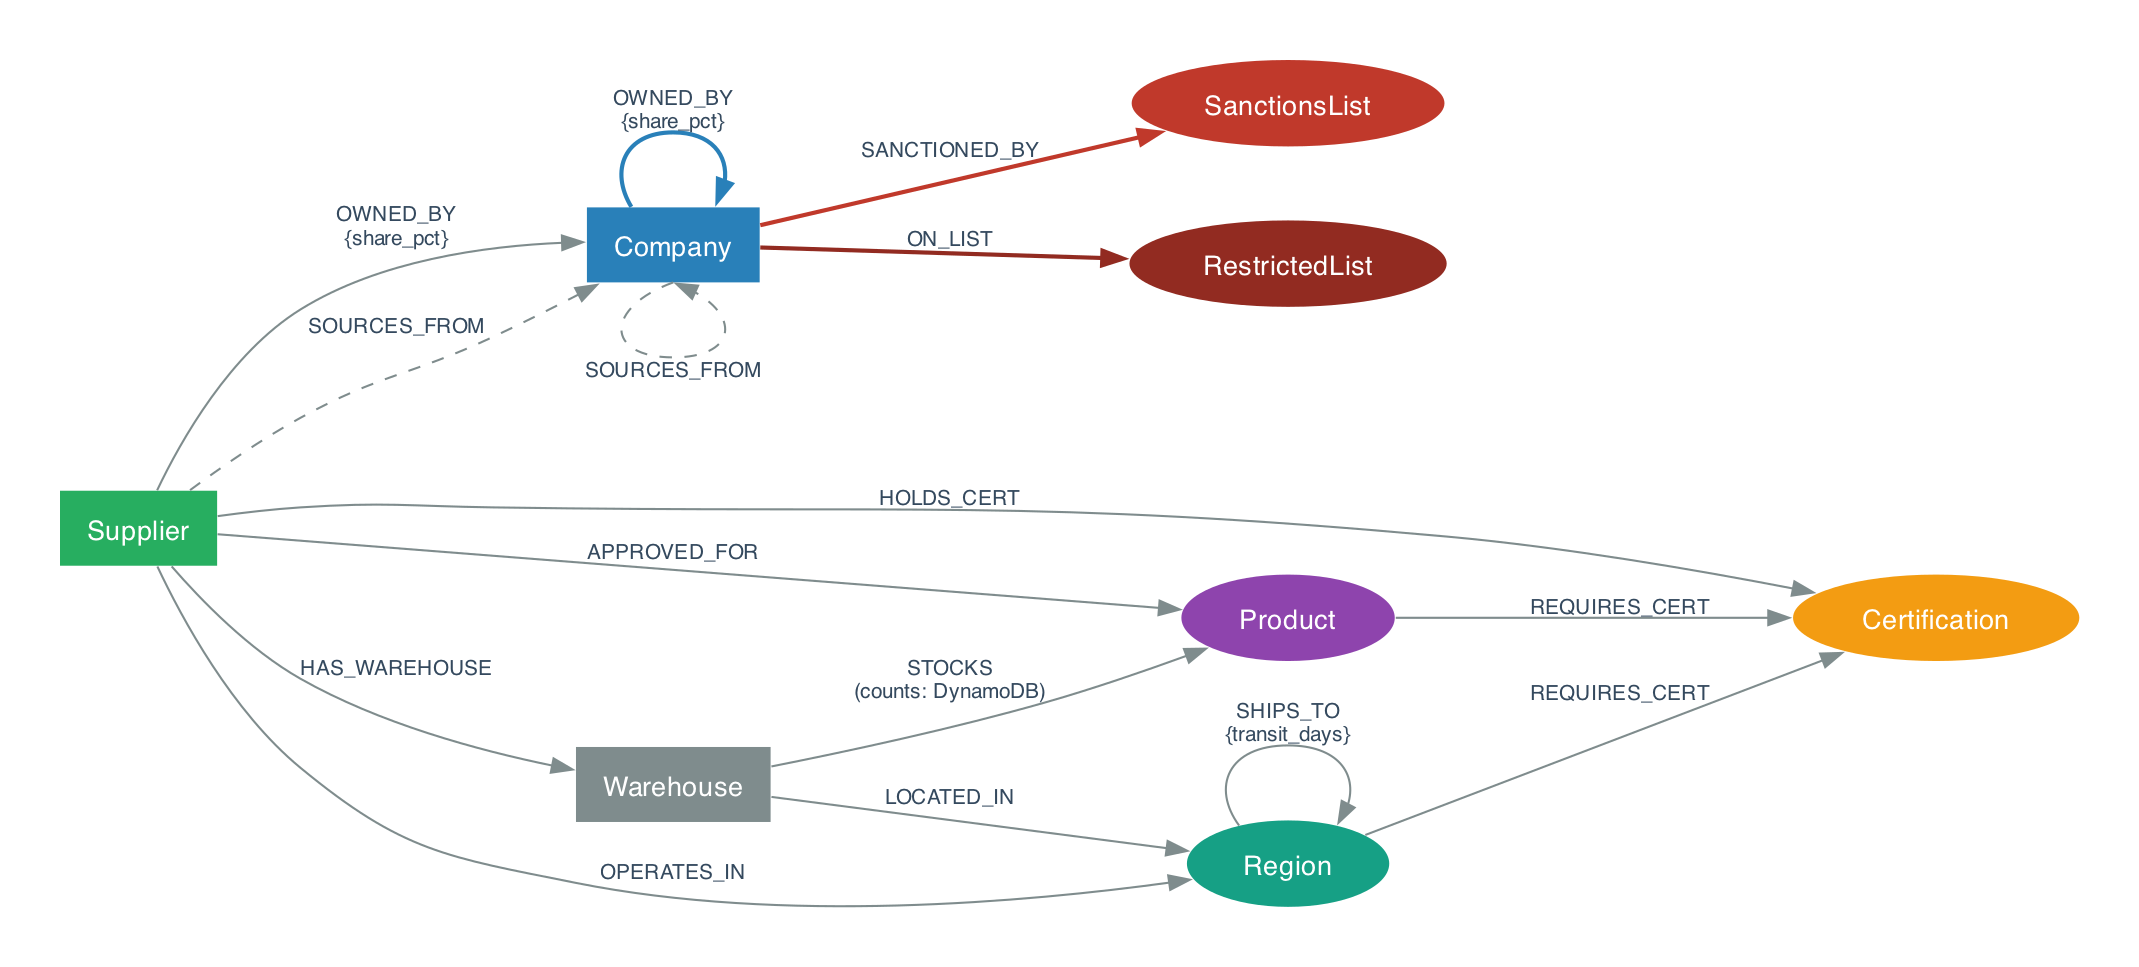 OWNED_BY
{share_pct}
SanctionsList
SANCTIONED_BY
OWNED_BY
{share_pct}
Company
ON_LIST
RestrictedList
SOURCES_FROM
SOURCES_FROM
HOLDS_CERT
Supplier
APPROVED_FOR
Product
REQUIRES_CERT
Certification
HAS_WAREHOUSE
STOCKS
(counts: DynamoDB)
REQUIRES_CERT
SHIPS_TO
{transit_days}
Warehouse
LOCATED_IN
OPERATES_IN
Region